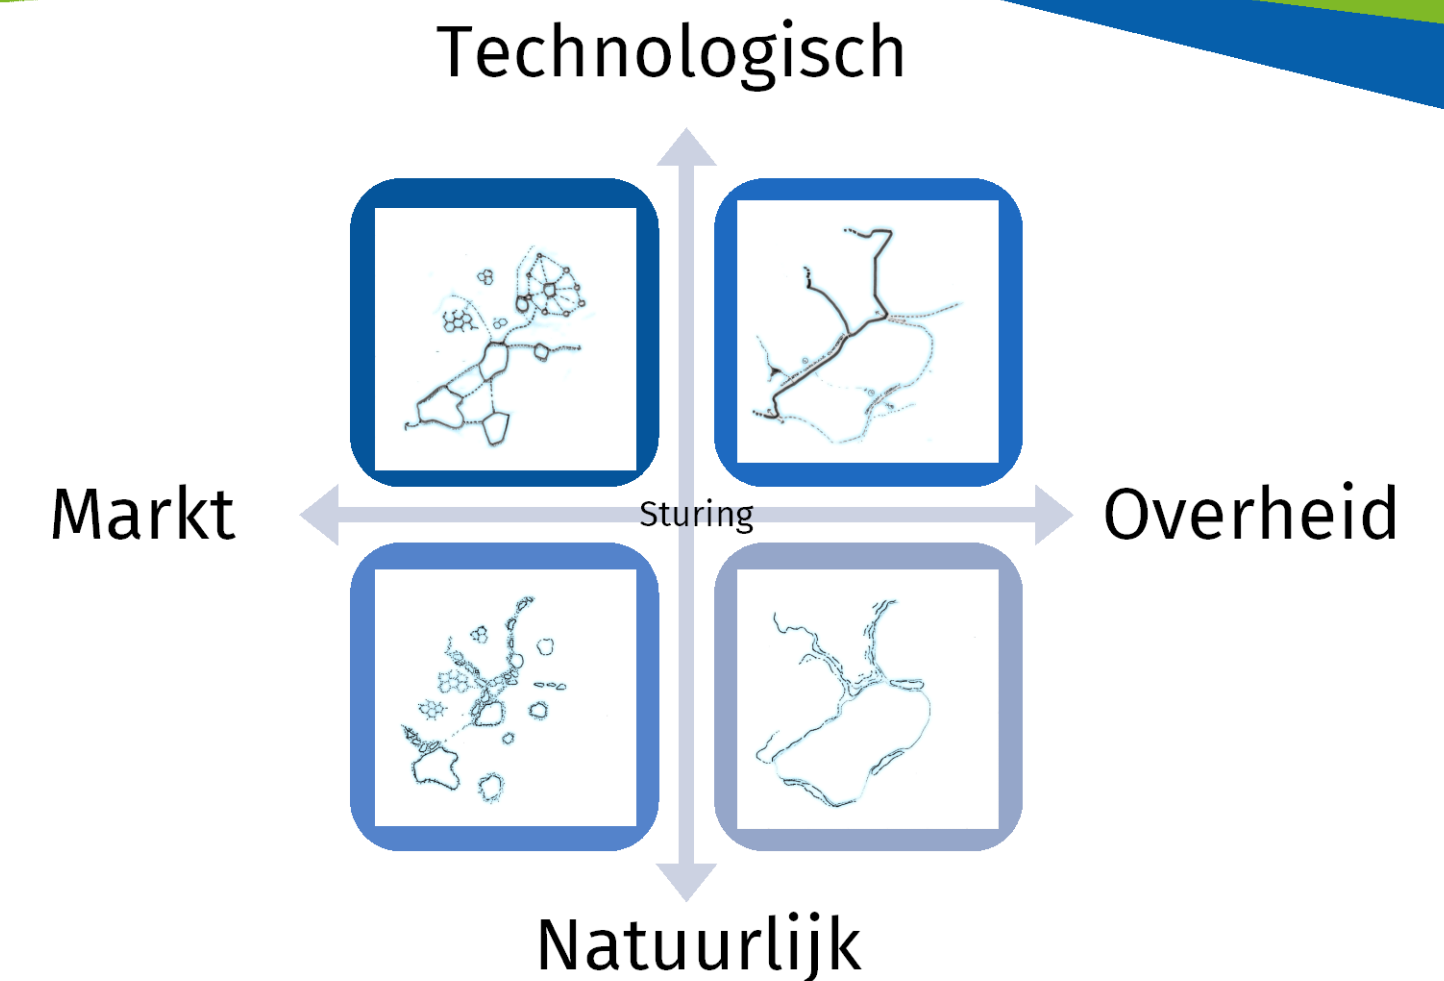 Technologisch
Markt
Sturing
Overheid
Natuurlijk